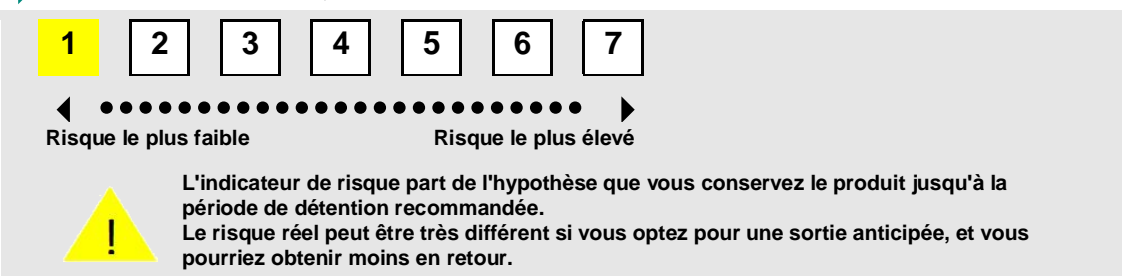 1 2 3 4 5 6 7
Risque le plus faible Risque le plus élevé
L'indicateur de risque part de l'hypothèse que vous conservez le produit jusqu'à la
période de détention recommandée.
! Le risque réel peut être très différent si vous optez pour une sortie anticipée, et vous
pourriez obtenir moins en retour.